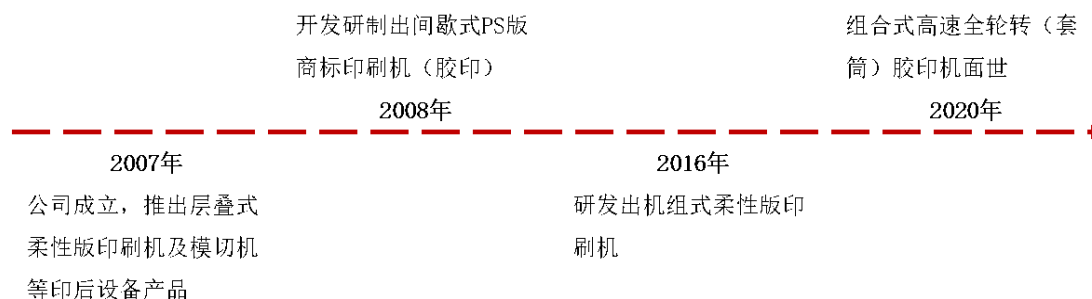 开发研制出间歇式PS版
商标印刷机（胶印）
2008年
组合式高速全轮转（套
筒）胶印机面世
2020年
2007年
公司成立，推出层叠式
柔性版印刷机及模切机
等印后设备产品
2016年
研发出机组式柔性版印
刷机